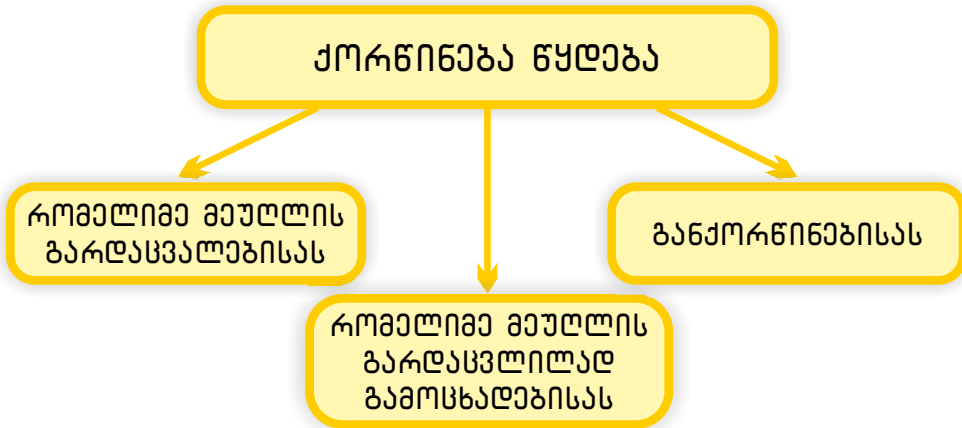 ქორწინება წყდება
რომელიმე მეუღლის
გარდაცვალებისას
განქორწინებისას
რომელიმე მეუღლის
გარდაცვლილად
გამოცხადებისას